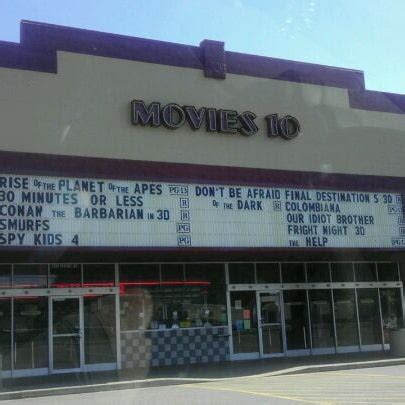 MOVIES 10
RISE OF THE PLANET OF THE APES PG-13
30 MINUTES OR LESS R
CONAN THE BARBARIAN IN 3D R
SMURFS PG
SPY KIDS 4 PG
DON'T BE AFRAID
OF THE DARK R
FINAL DESTINATION 5 3D R
COLOMBIANA
OUR IDIOT BROTHER
FRIGHT NIGHT 3D
THE HELP